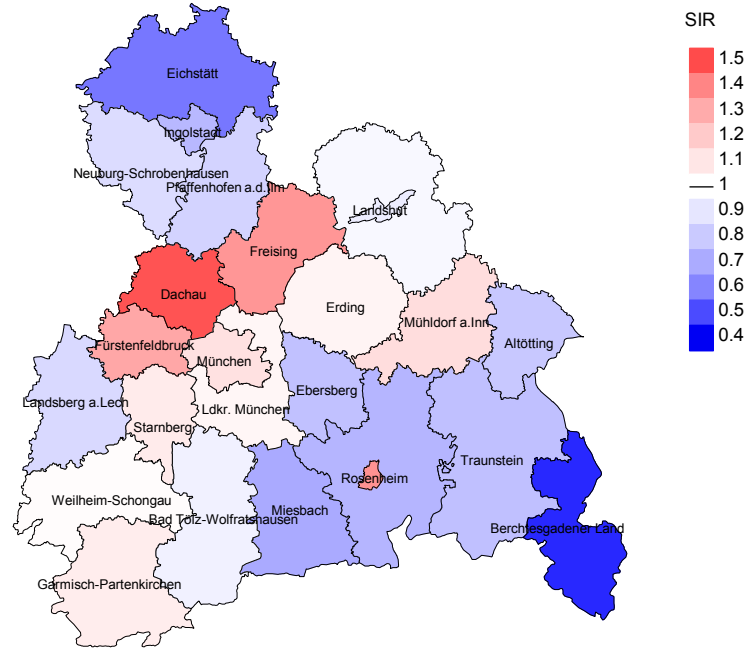 SIR
1.5
1.4
1.3
1.2
1.1
1
0.9
0.8
0.7
0.6
0.5
0.4
Eichstätt
Ingolstadt
Neuburg-Schrobenhausen
Pfaffenhofen a.d.Ilm
Landshut
Freising
Dachau
Erding
Mühldorf a.Inn
Altötting
Fürstenfeldbruck
München
Ebersberg
Landsberg a.Lech
Ldkr. München
Starnberg
Traunstein
Rosenheim
Weilheim-Schongau
Miesbach
Bad Tölz-Wolfratshausen
Berchtesgadener Land
Garmisch-Partenkirchen